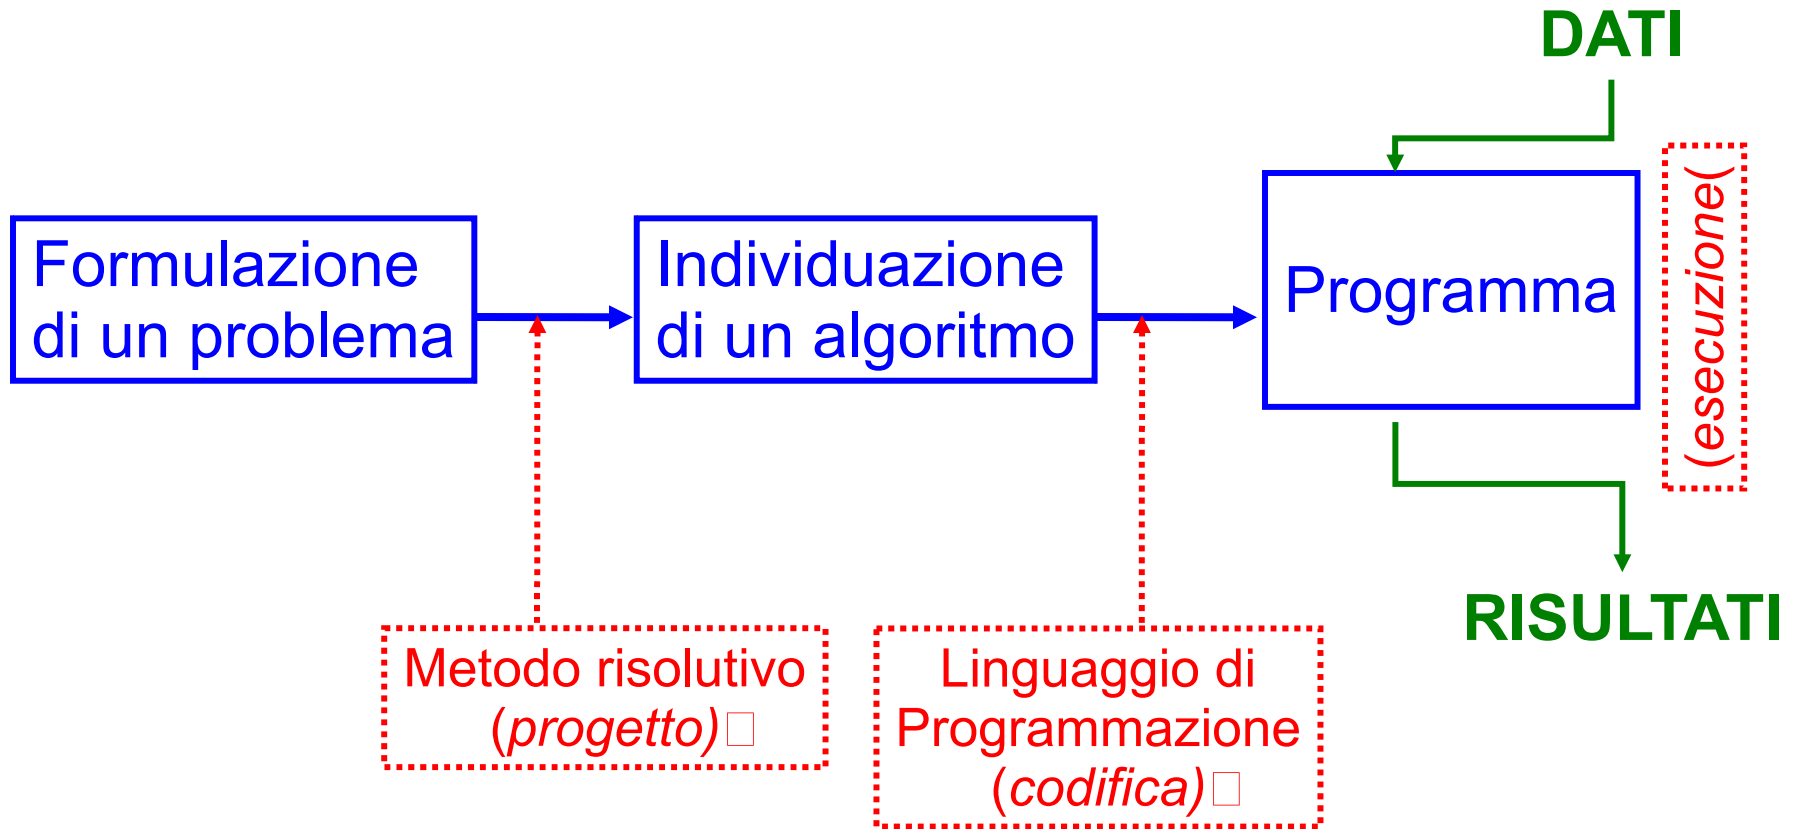 DATI
Formulazione
di un problema
Individuazione
di un algoritmo
Programma
(esecuzione(
RISULTATI
Metodo risolutivo
(progetto)
Linguaggio di
Programmazione
(codifica)